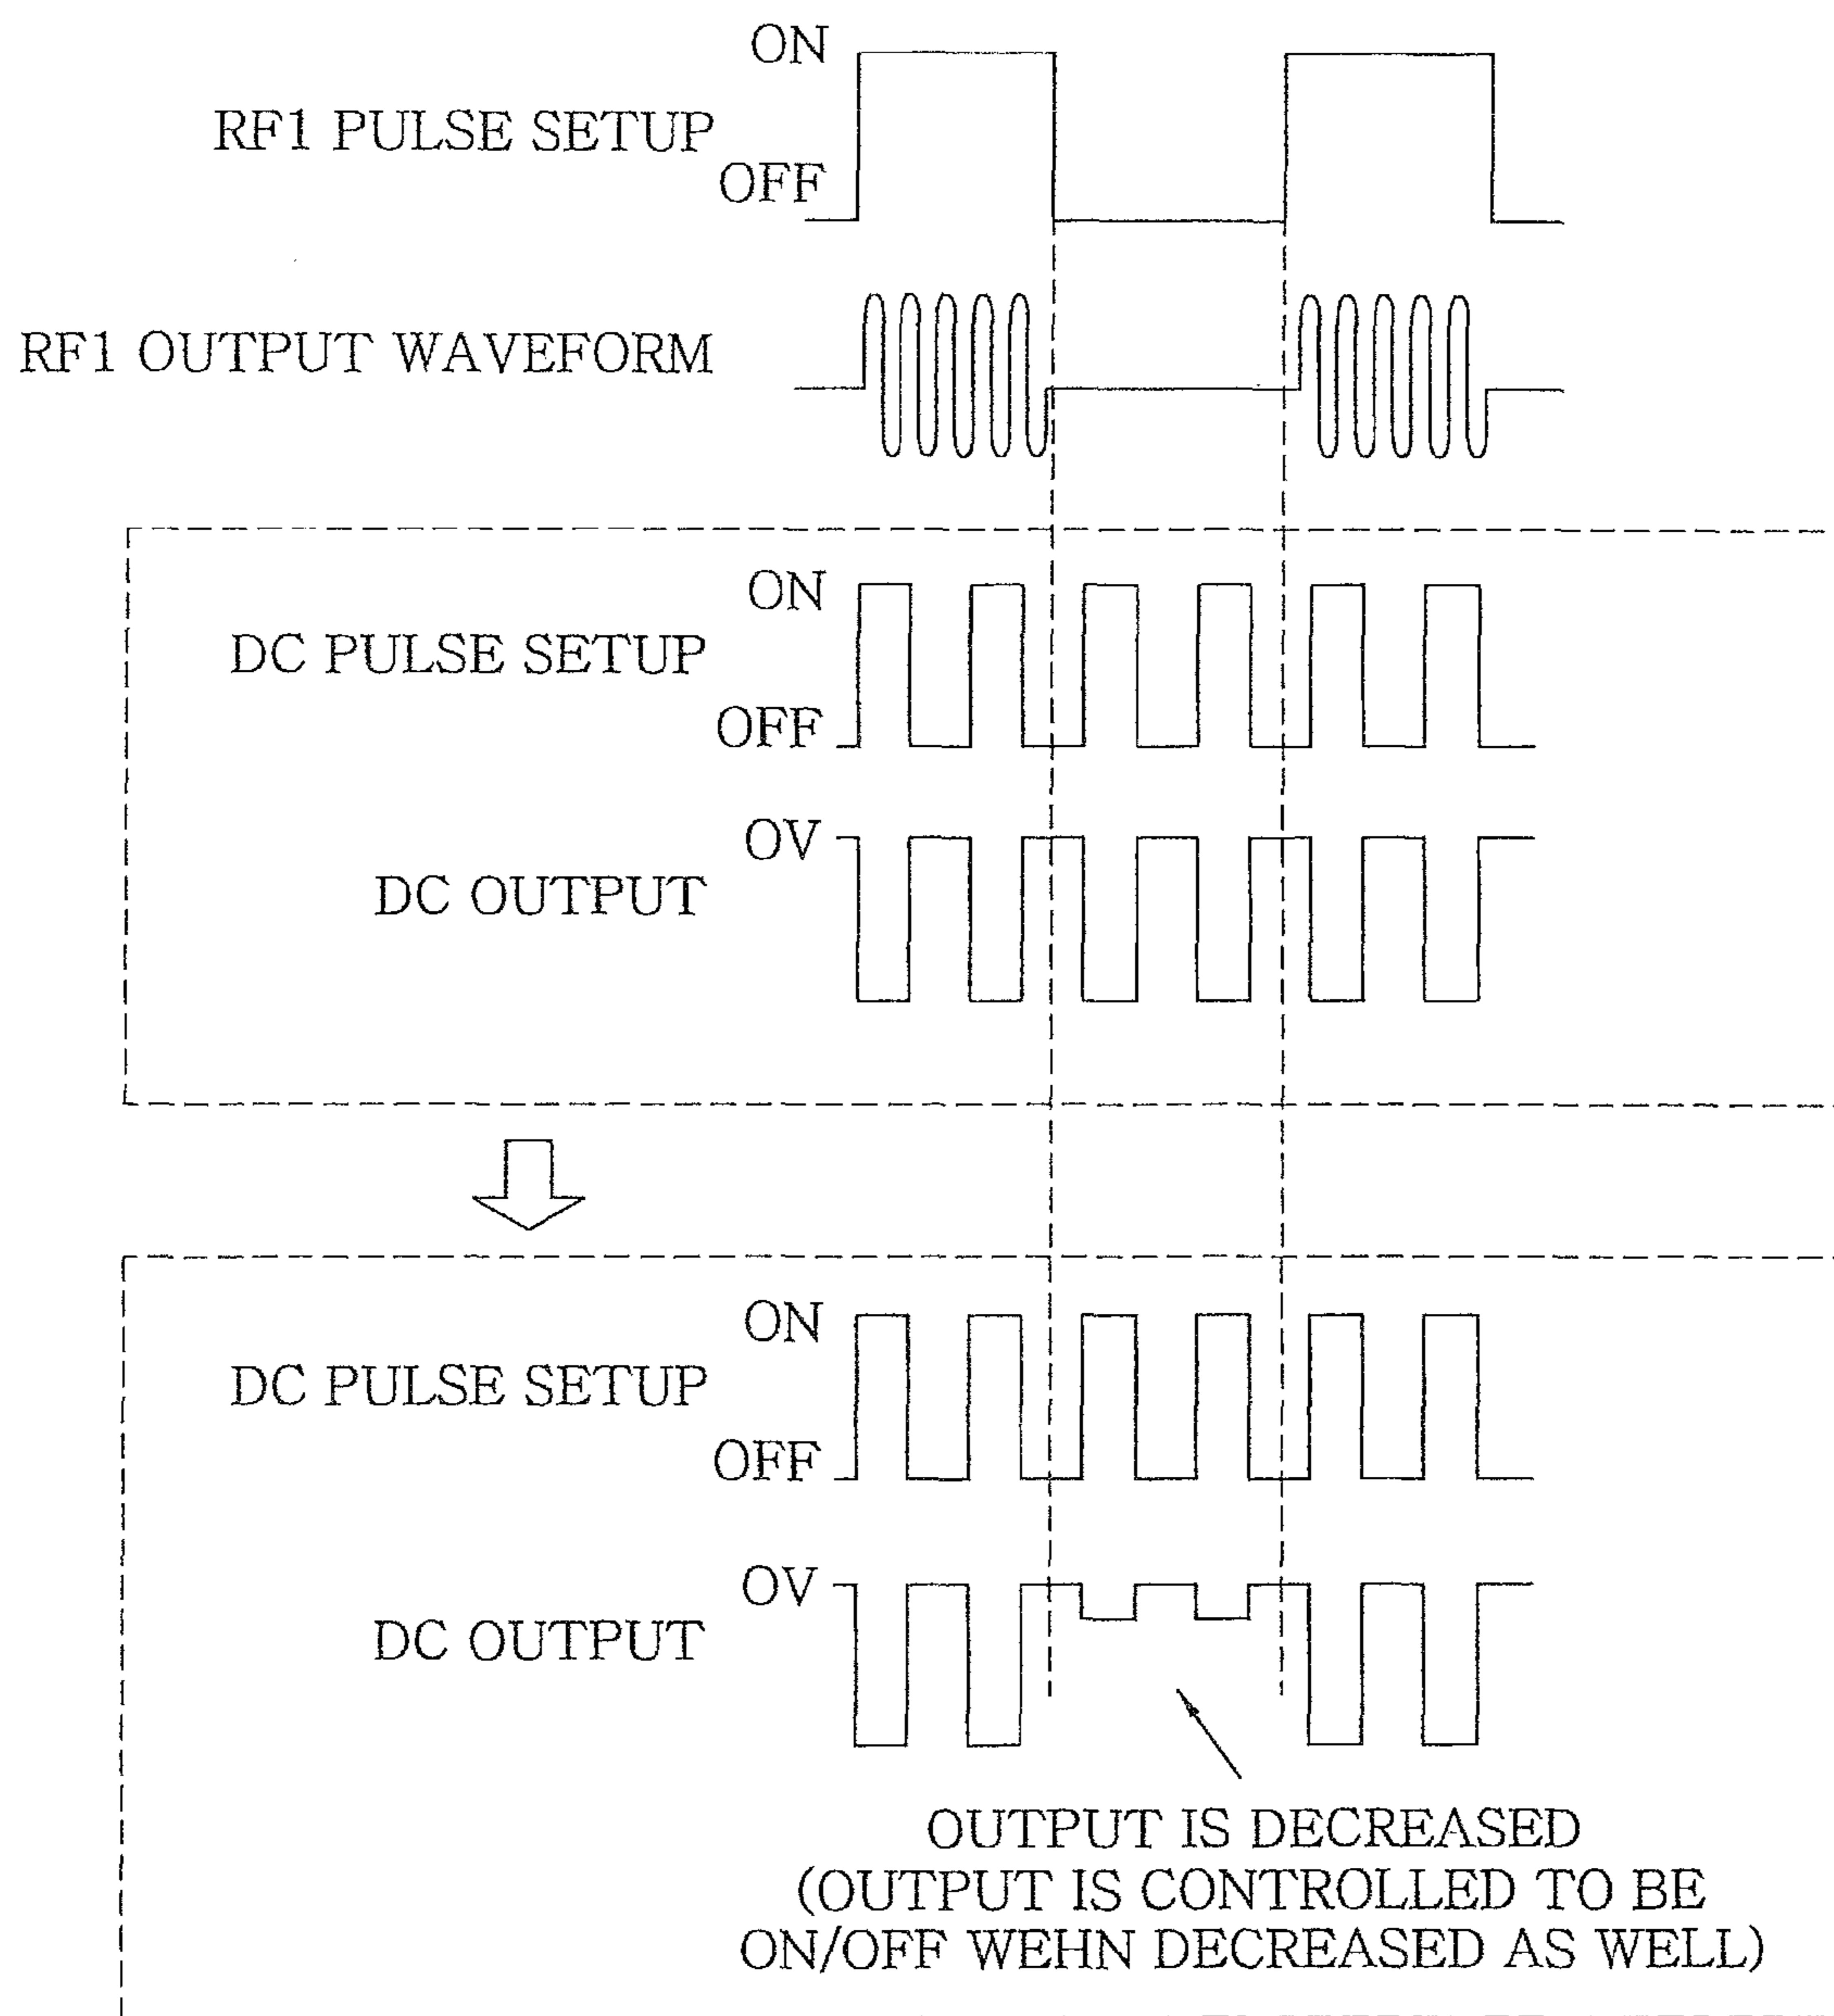 ON
RF1 PULSE SETUP
OFF
RF1 OUTPUT WAVEFORM
ON
DC PULSE SETUP
OFF
OV
DC OUTPUT
ON
DC PULSE SETUP
OFF
OV
DC OUTPUT
OUTPUT IS DECREASED
(OUTPUT IS CONTROLLED TO BE
ON/OFF WEHN DECREASED AS WELL)